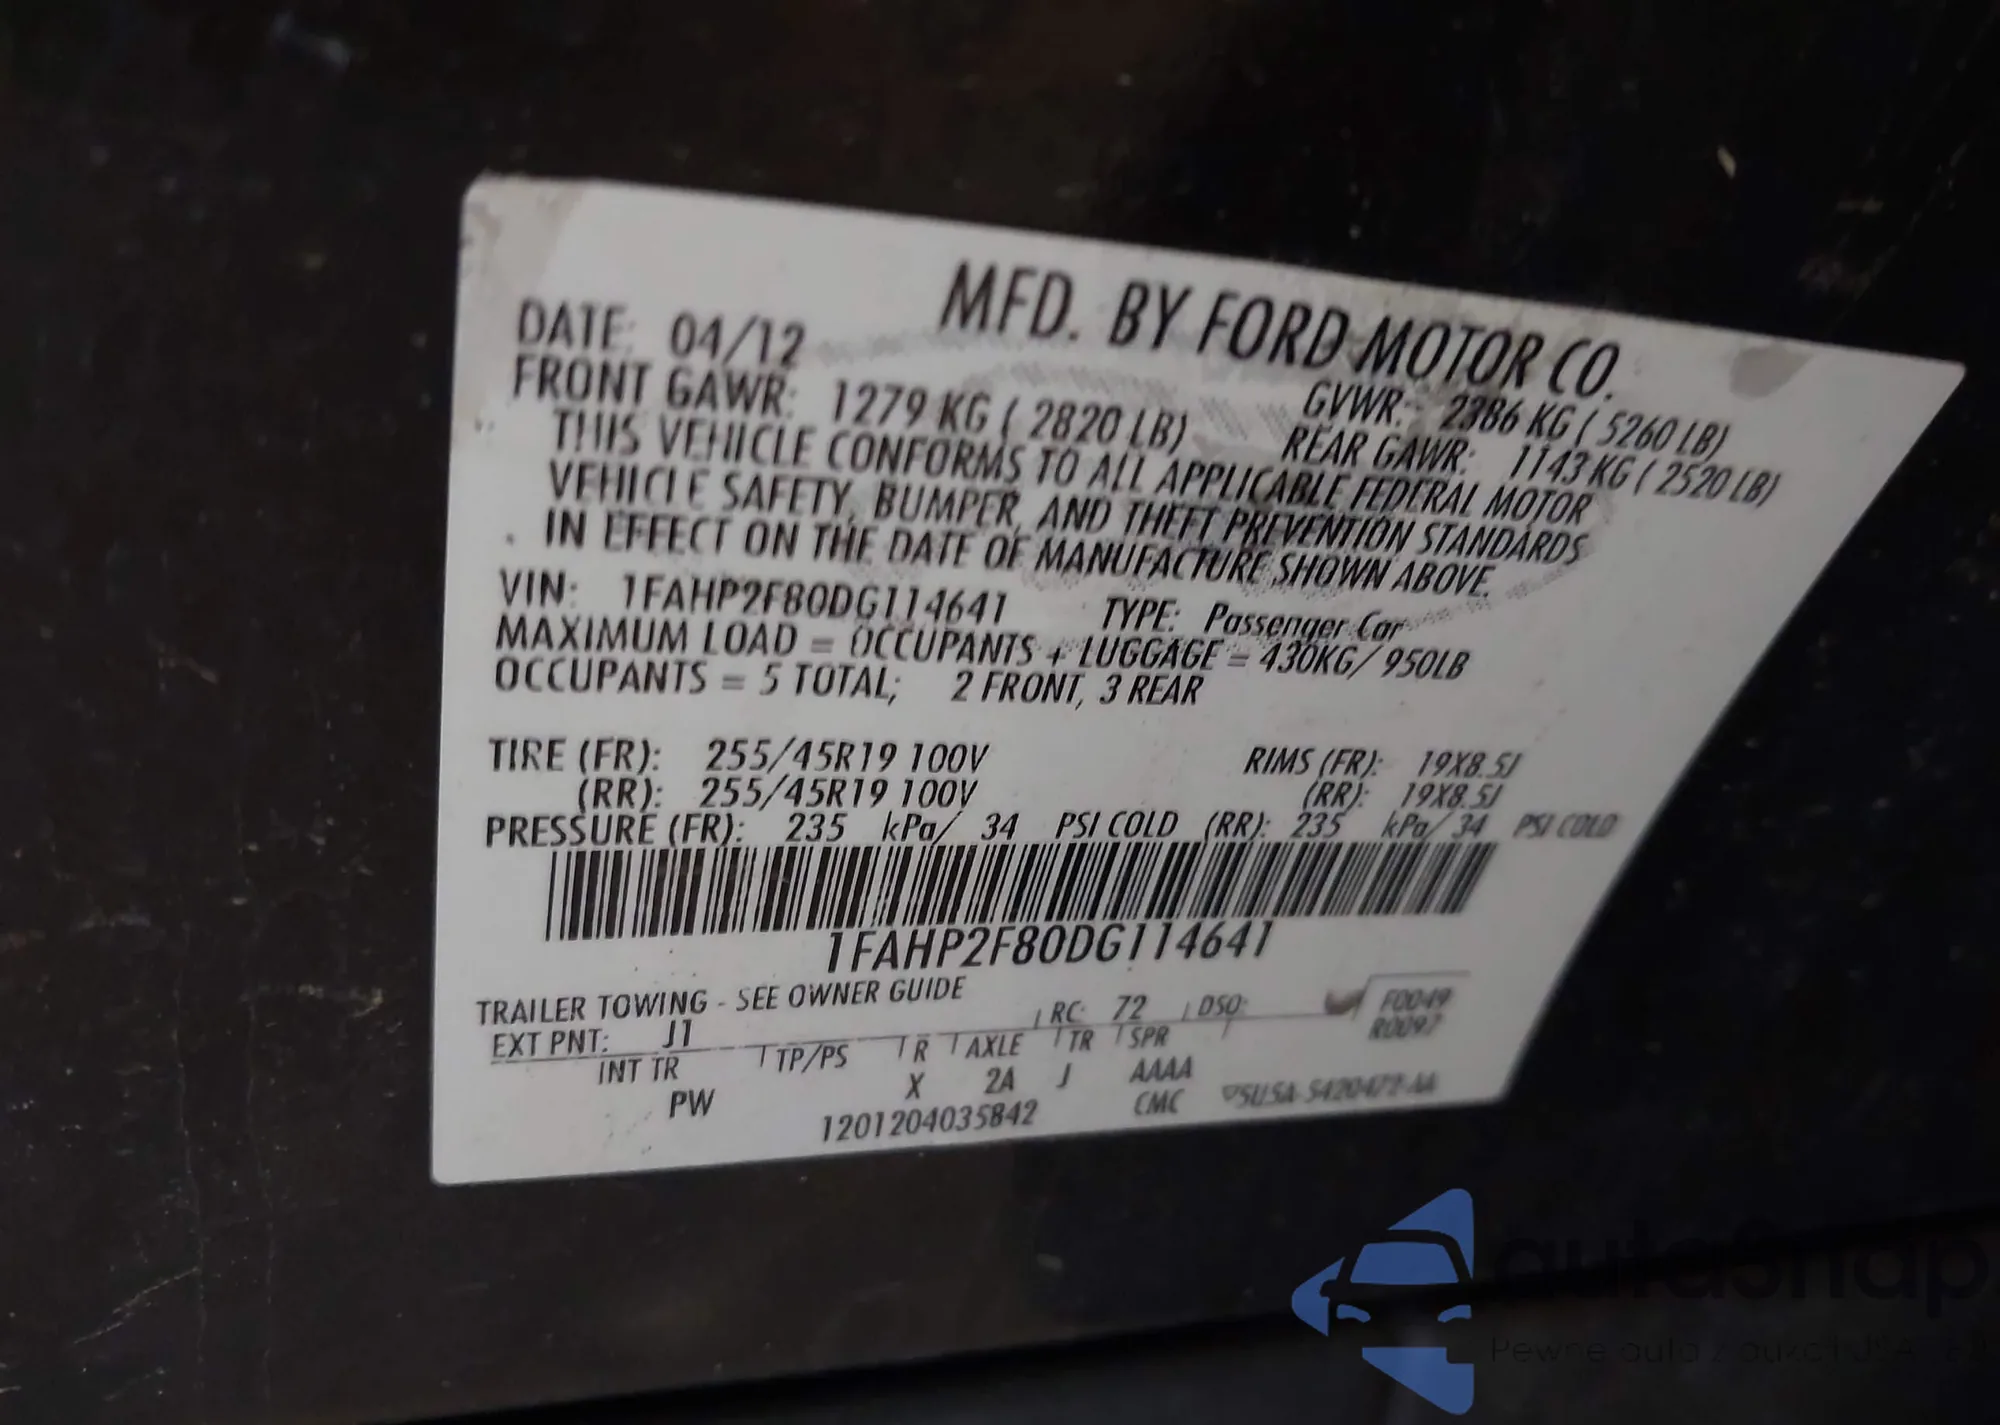 MFD. BY FORD MOTOR CO.
DATE: 04/12 GVWR: 2386 KG ( 5260 LB)
FRONT GAWR: 1279 KG ( 2820 LB) REAR GAWR: 1143 KG ( 2520 LB)
THIS VEHICLE CONFORMS TO ALL APPLICABLE FEDERAL MOTOR
VEHICLE SAFETY, BUMPER, AND THEFT PREVENTION STANDARDS
IN EFFECT ON THE DATE OF MANUFACTURE SHOWN ABOVE.
VIN: 1FAHP2F80DG114641 TYPE: Passenger Car
MAXIMUM LOAD = OCCUPANTS + LUGGAGE = 430KG/ 950LB
OCCUPANTS = 5 TOTAL; 2 FRONT, 3 REAR
TIRE (FR): 255/45R19 100V RIMS (FR): 19X8.5J
(RR): 255/45R19 100V (RR): 19X8.5J
PRESSURE (FR): 235 kPa/ 34 PSI COLD (RR): 235 kPa/ 34 PSI COLD
1FAHP2F80DG114641
TRAILER TOWING - SEE OWNER GUIDE
EXT PNT: J1 RC: 72 DSO: F0049
R0097
INT TR TP/PS R AXLE TR SPR
PW X 2A J AAAA
1201204035842 CMC
autasnap
Pewne auta z